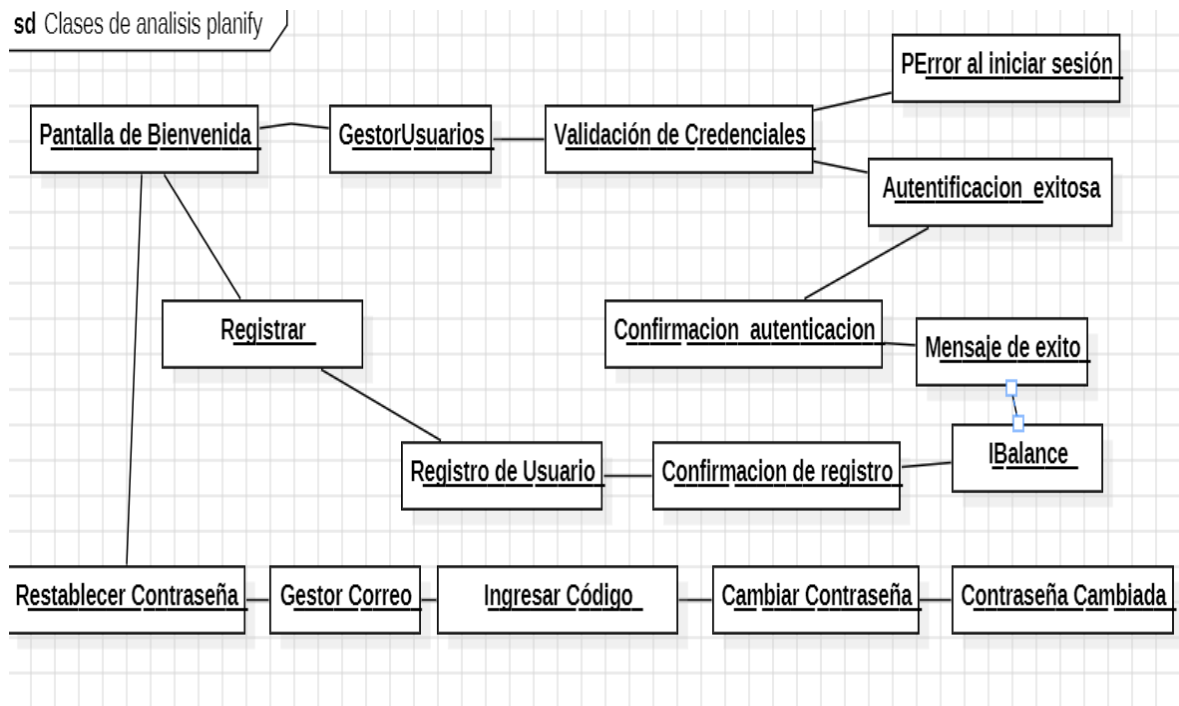 sd Clases de analisis planify
PError al iniciar sesión
Pantalla de Bienvenida
GestorUsuarios
Validación de Credenciales
Autentificacion exitosa
Registrar
Confirmacion autenticacion
Mensaje de exito
Registro de Usuario
Confirmacion de registro
IBalance
Restablecer Contraseña
Gestor Correo
Ingresar Código
Cambiar Contraseña
Contraseña Cambiada